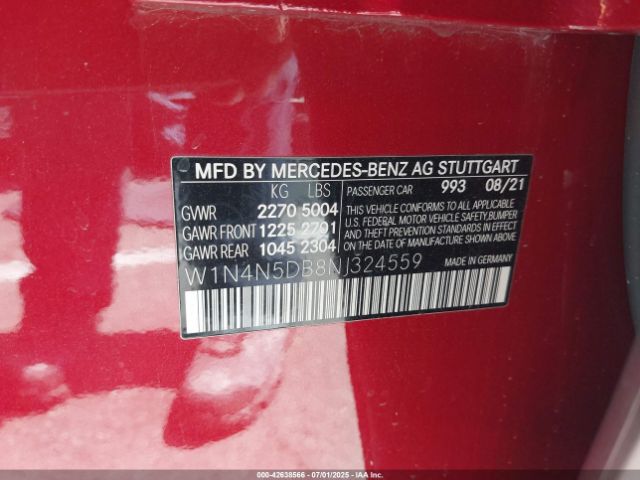 MFD BY MERCEDES-BENZ AG STUTTGART
KG LBS PASSENGER CAR 993 08/21
GVWR 2270 5004
GAWR FRONT 1225 2701
GAWR REAR 1045 2304
THIS VEHICLE CONFORMS TO ALL APPLICABLE
U.S. FEDERAL MOTOR VEHICLE SAFETY, BUMPER
AND THEFT PREVENTION STANDARDS IN EFFECT
ON THE DATE OF MANUFACTURE SHOWN ABOVE.
W1N4N5DB8NJ324559
MADE IN GERMANY
000-42638566 - 07/01/2025 - IAAI.COM